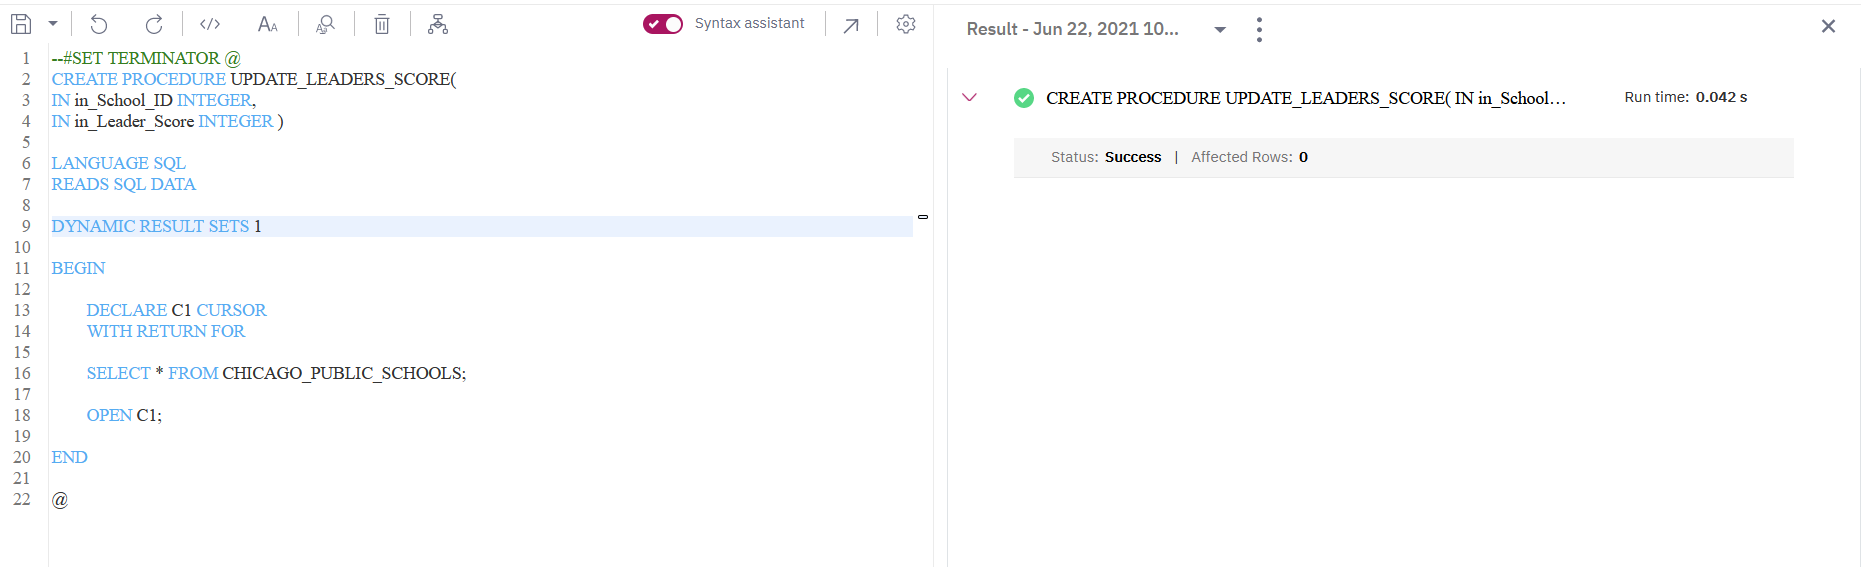 </> AA Aa Syntax assistant
1 --#SET TERMINATOR @
2 CREATE PROCEDURE UPDATE_LEADERS_SCORE(
3 IN in_School_ID INTEGER,
4 IN in_Leader_Score INTEGER )
5
6 LANGUAGE SQL
7 READS SQL DATA
8
9 DYNAMIC RESULT SETS 1
10
11 BEGIN
12
13 DECLARE C1 CURSOR
14 WITH RETURN FOR
15
16 SELECT * FROM CHICAGO_PUBLIC_SCHOOLS;
17
18 OPEN C1;
19
20 END
21
22 @
Result - Jun 22, 2021 10...
CREATE PROCEDURE UPDATE_LEADERS_SCORE( IN in_School... Run time: 0.042 s
Status: Success | Affected Rows: 0